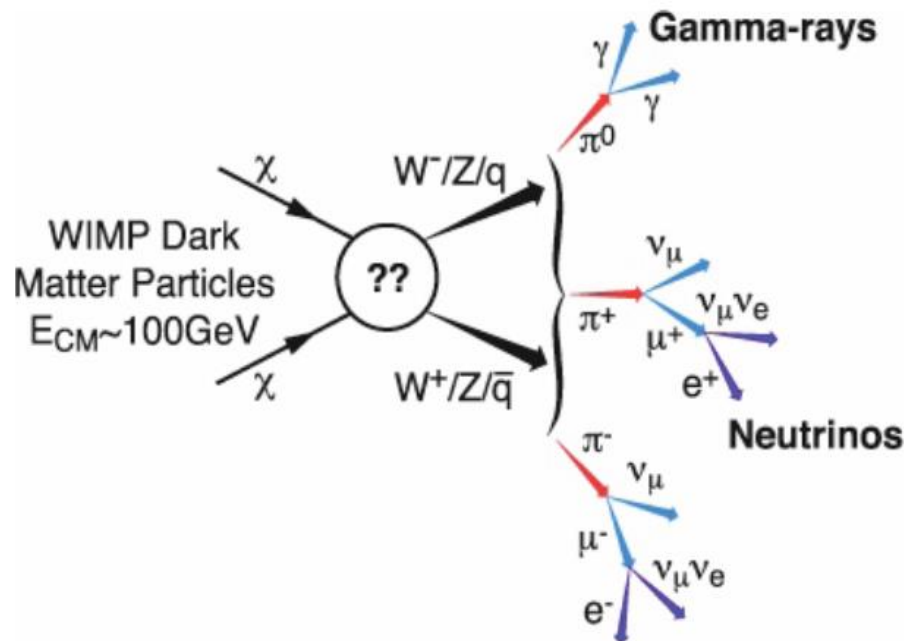 Gamma-rays
γ
γ
π⁰
χ
W⁻/Z/q
WIMP Dark
Matter Particles
E_CM~100GeV
??
χ
W⁺/Z/q̅
ν_μ
π⁺
ν_μν_e
μ⁺
e⁺
Neutrinos
π⁻
ν_μ
μ⁻
ν_μν_e
e⁻